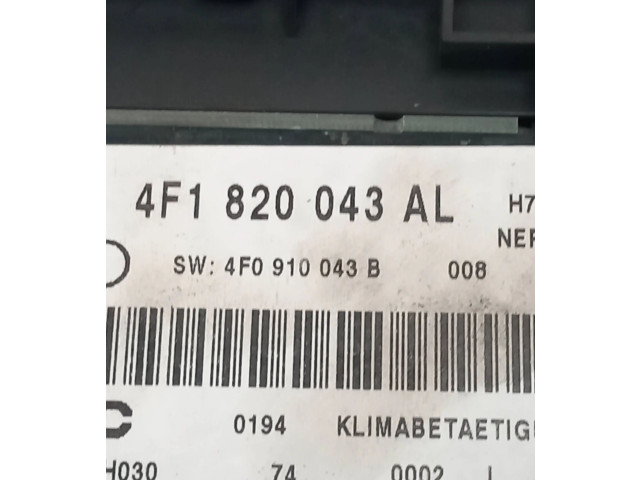 4F1 820 043 AL H7
NEF
SW: 4F0 910 043 B 008
0194 KLIMABETAETIG
H030 74 0002 L